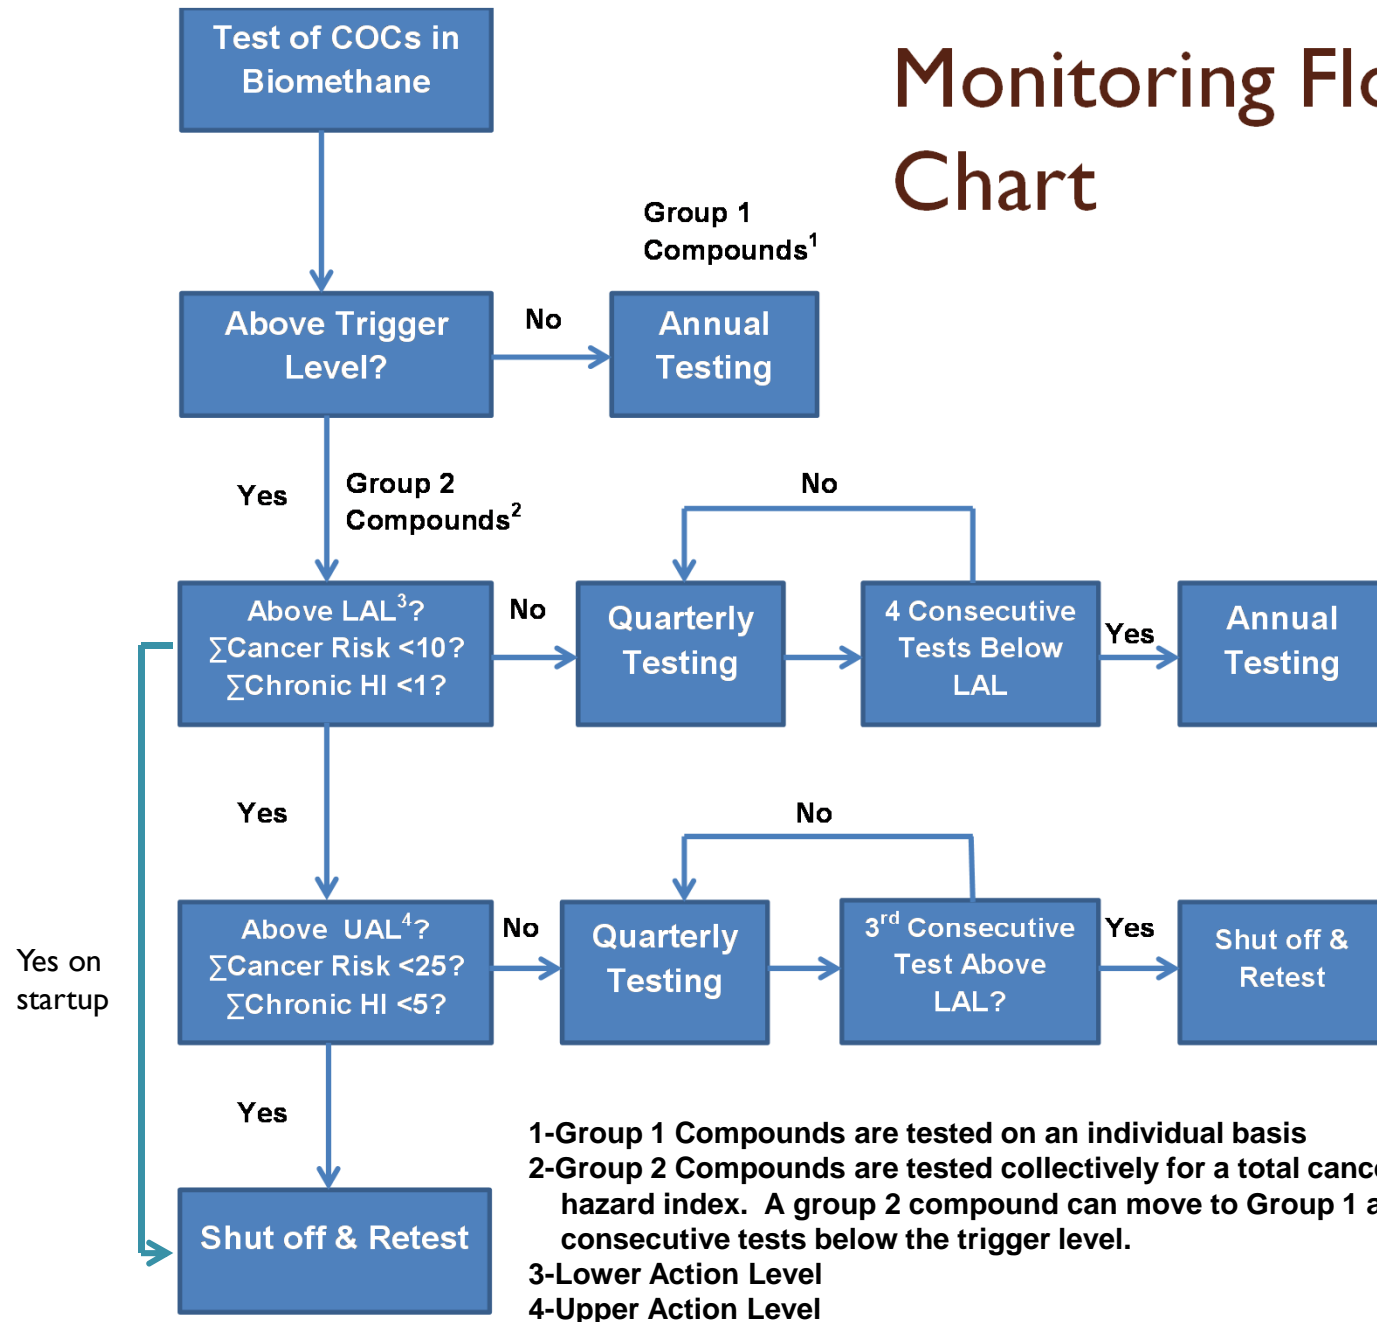 Test of COCs in
Biomethane
Monitoring
Chart
Group 1
Compounds¹
Above Trigger
Level?
No
Annual
Testing
Yes
Group 2
Compounds²
No
Above LAL³?
∑Cancer Risk <10?
∑Chronic HI <1?
No
Quarterly
Testing
4 Consecutive
Tests Below
LAL
Yes
Annual
Testing
Yes
No
Above UAL⁴?
∑Cancer Risk <25?
∑Chronic HI <5?
No
Quarterly
Testing
3rd Consecutive
Test Above
LAL?
Yes
Shut off &
Retest
Yes on
startup
Yes
Shut off & Retest
1-Group 1 Compounds are tested on an individual basis
2-Group 2 Compounds are tested collectively for a total
hazard index. A group 2 compound can move to Group 1
consecutive tests below the trigger level.
3-Lower Action Level
4-Upper Action Level